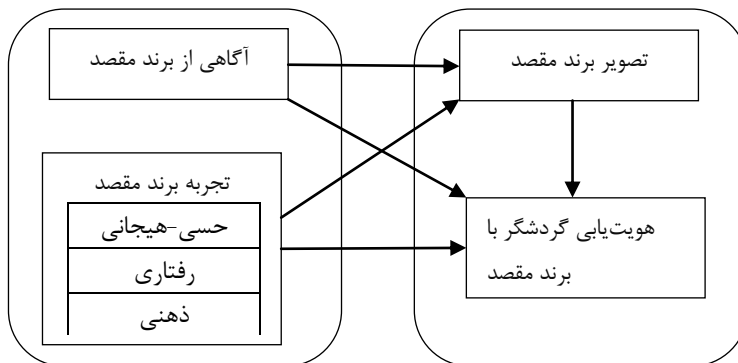 آگاهی از برند مقصد
تصویر برند مقصد
تجربه برند مقصد
حسی-هیجانی
رفتاری
ذهنی
هویت‌یابی گردشگر با
برند مقصد